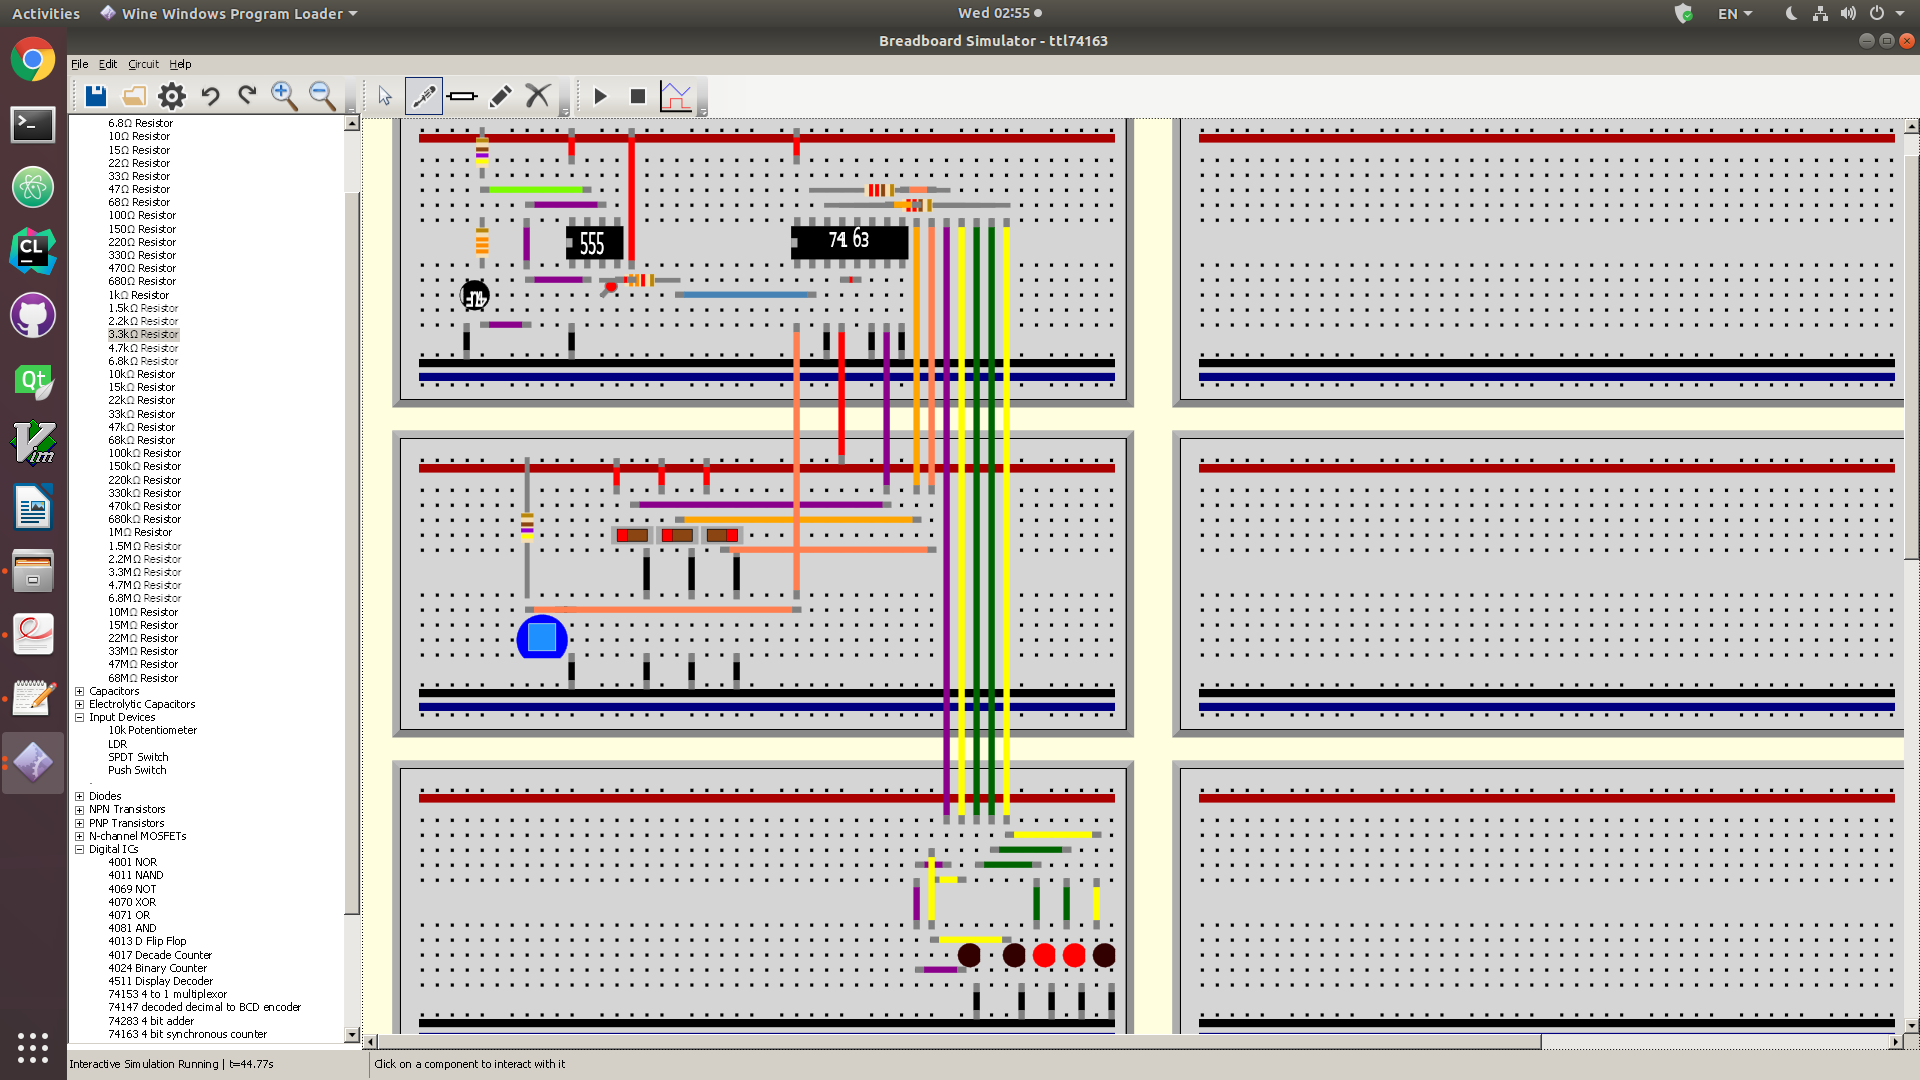 Activities
Wine Windows Program Loader
Wed 02:55
EN
Breadboard Simulator - ttl74163
File Edit Circuit Help
6.8Ω Resistor
10Ω Resistor
15Ω Resistor
22Ω Resistor
33Ω Resistor
47Ω Resistor
68Ω Resistor
100Ω Resistor
150Ω Resistor
220Ω Resistor
330Ω Resistor
470Ω Resistor
680Ω Resistor
1kΩ Resistor
1.5kΩ Resistor
2.2kΩ Resistor
3.3kΩ Resistor
4.7kΩ Resistor
6.8kΩ Resistor
10kΩ Resistor
15kΩ Resistor
22kΩ Resistor
33kΩ Resistor
47kΩ Resistor
68kΩ Resistor
100kΩ Resistor
150kΩ Resistor
220kΩ Resistor
330kΩ Resistor
470kΩ Resistor
680kΩ Resistor
1MΩ Resistor
1.5MΩ Resistor
2.2MΩ Resistor
3.3MΩ Resistor
4.7MΩ Resistor
6.8MΩ Resistor
10MΩ Resistor
15MΩ Resistor
22MΩ Resistor
33MΩ Resistor
47MΩ Resistor
68MΩ Resistor
Capacitors
Electrolytic Capacitors
Input Devices
10k Potentiometer
LDR
SPDT Switch
Push Switch
Diodes
NPN Transistors
PNP Transistors
N-channel MOSFETs
Digital ICs
4001 NOR
4011 NAND
4069 NOT
4070 XOR
4071 OR
4081 AND
4013 D Flip Flop
4017 Decade Counter
4024 Binary Counter
4511 Display Decoder
74153 4 to 1 multiplexor
74147 decoded decimal to BCD encoder
74283 4 bit adder
74163 4 bit synchronous counter
555
74163
CL
Qt
Vim
Interactive Simulation Running | t=44.77s
Click on a component to interact with it